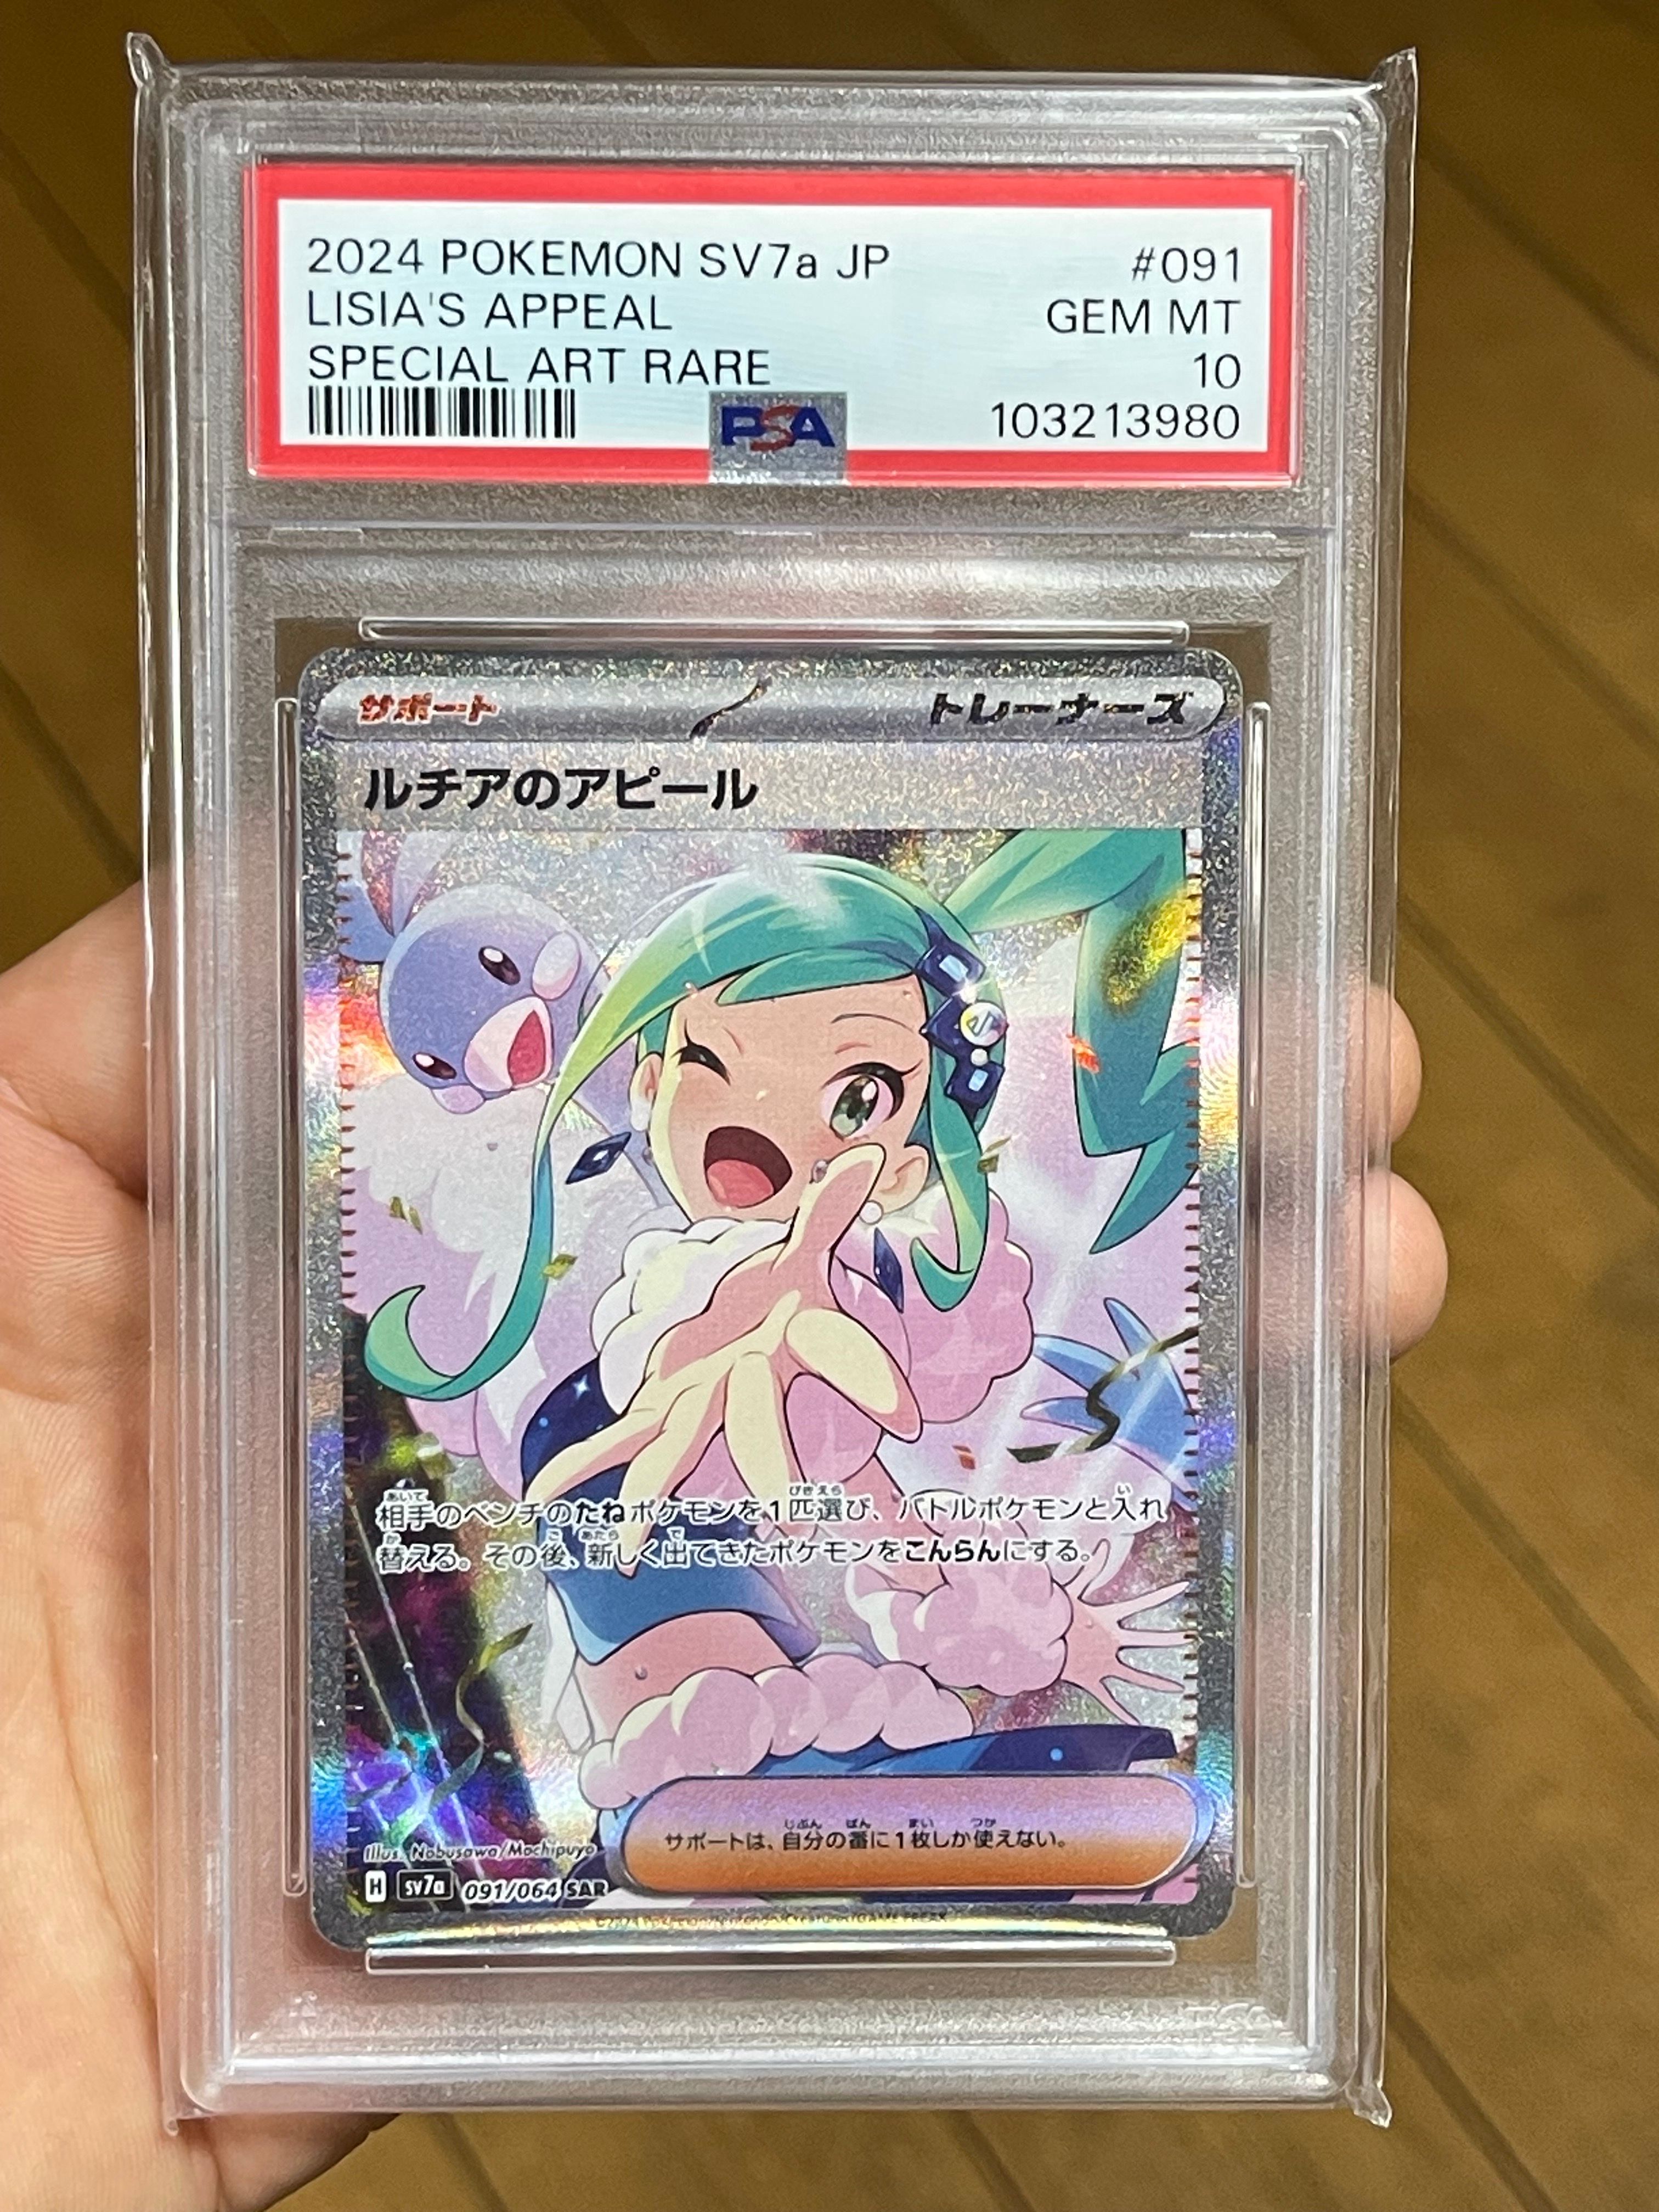 2024 POKEMON SV7a JP #091
LISIA'S APPEAL GEM MT
SPECIAL ART RARE 10
PSA 103213980
サポート トレーナーズ
ルチアのアピール
相手のベンチのたねポケモンを1匹選び、バトルポケモンと入れ
替える。その後、新しく出てきたポケモンをこんらんにする。
サポートは、自分の番に1枚しか使えない。
Illus. Nobusawa/Mochipuyo
H sv7a 091/064 SAR